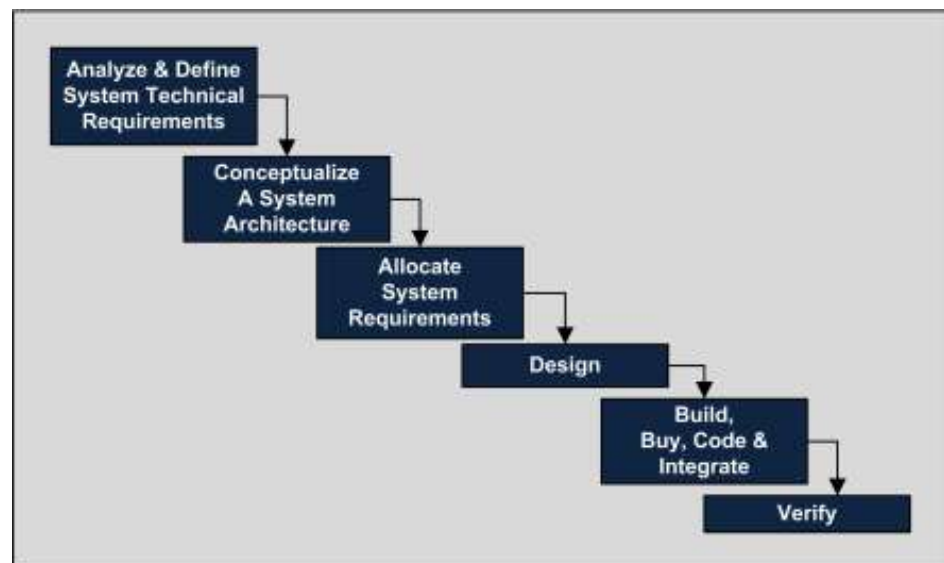 Analyze & Define
System Technical
Requirements
Conceptualize
A System
Architecture
Allocate
System
Requirements
Design
Build,
Buy, Code &
Integrate
Verify